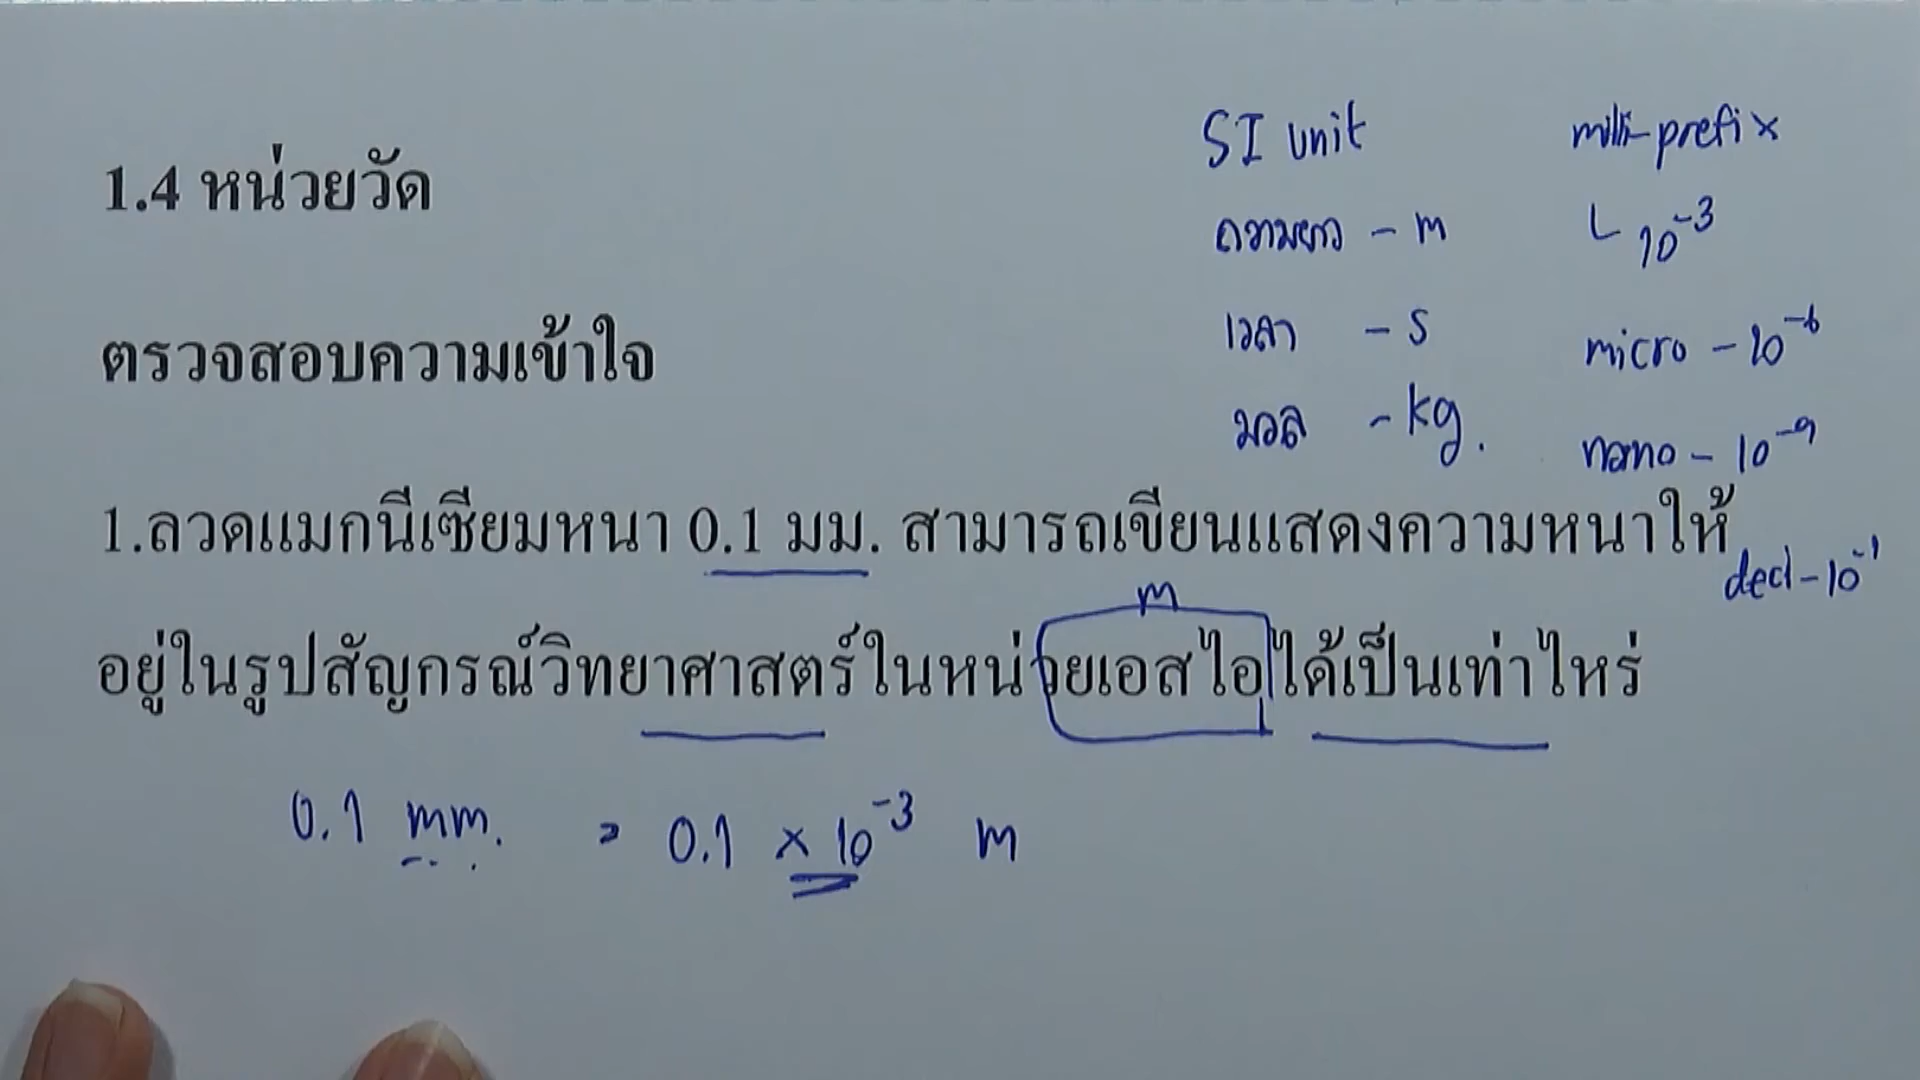 1.4 หน่วยวัด
SI unit
ความยาว - m
เวลา - s
มวล - kg.
milli-prefix
10⁻³
micro - 10⁻⁶
nano - 10⁻⁹
deci - 10⁻¹
ตรวจสอบความเข้าใจ
1.ลวดแมกนีเซียมหนา 0.1 มม. สามารถเขียนแสดงความหนาให้
m
อยู่ในรูปสัญกรณ์วิทยาศาสตร์ในหน่วยเอสไอได้เป็นเท่าไหร่
0.1 mm. = 0.1 × 10⁻³ m